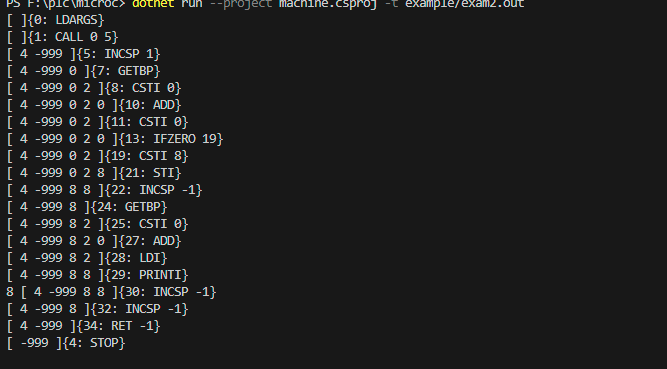 PS F:\plc\microc> dotnet run --project machine.csproj -t example/exam2.out
[ ]{0: LDARGS}
[ ]{1: CALL 0 5}
[ 4 -999 ]{5: INCSP 1}
[ 4 -999 0 ]{7: GETBP}
[ 4 -999 0 2 ]{8: CSTI 0}
[ 4 -999 0 2 0 ]{10: ADD}
[ 4 -999 0 2 ]{11: CSTI 0}
[ 4 -999 0 2 0 ]{13: IFZERO 19}
[ 4 -999 0 2 ]{19: CSTI 8}
[ 4 -999 0 2 8 ]{21: STI}
[ 4 -999 8 8 ]{22: INCSP -1}
[ 4 -999 8 ]{24: GETBP}
[ 4 -999 8 2 ]{25: CSTI 0}
[ 4 -999 8 2 0 ]{27: ADD}
[ 4 -999 8 2 ]{28: LDI}
[ 4 -999 8 8 ]{29: PRINTI}
8 [ 4 -999 8 8 ]{30: INCSP -1}
[ 4 -999 8 ]{32: INCSP -1}
[ 4 -999 ]{34: RET -1}
[ -999 ]{4: STOP}